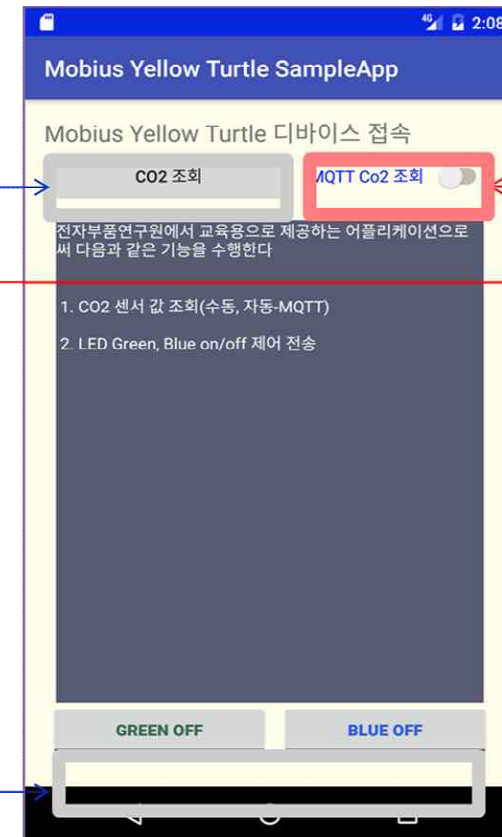 4G 2:08
Mobius Yellow Turtle SampleApp
Mobius Yellow Turtle 디바이스 접속
CO2 조회
MQTT Co2 조회
전자부품연구원에서 교육용으로 제공하는 어플리케이션으로
써 다음과 같은 기능을 수행한다
1. CO2 센서 값 조회(수동, 자동-MQTT)
2. LED Green, Blue on/off 제어 전송
GREEN OFF
BLUE OFF